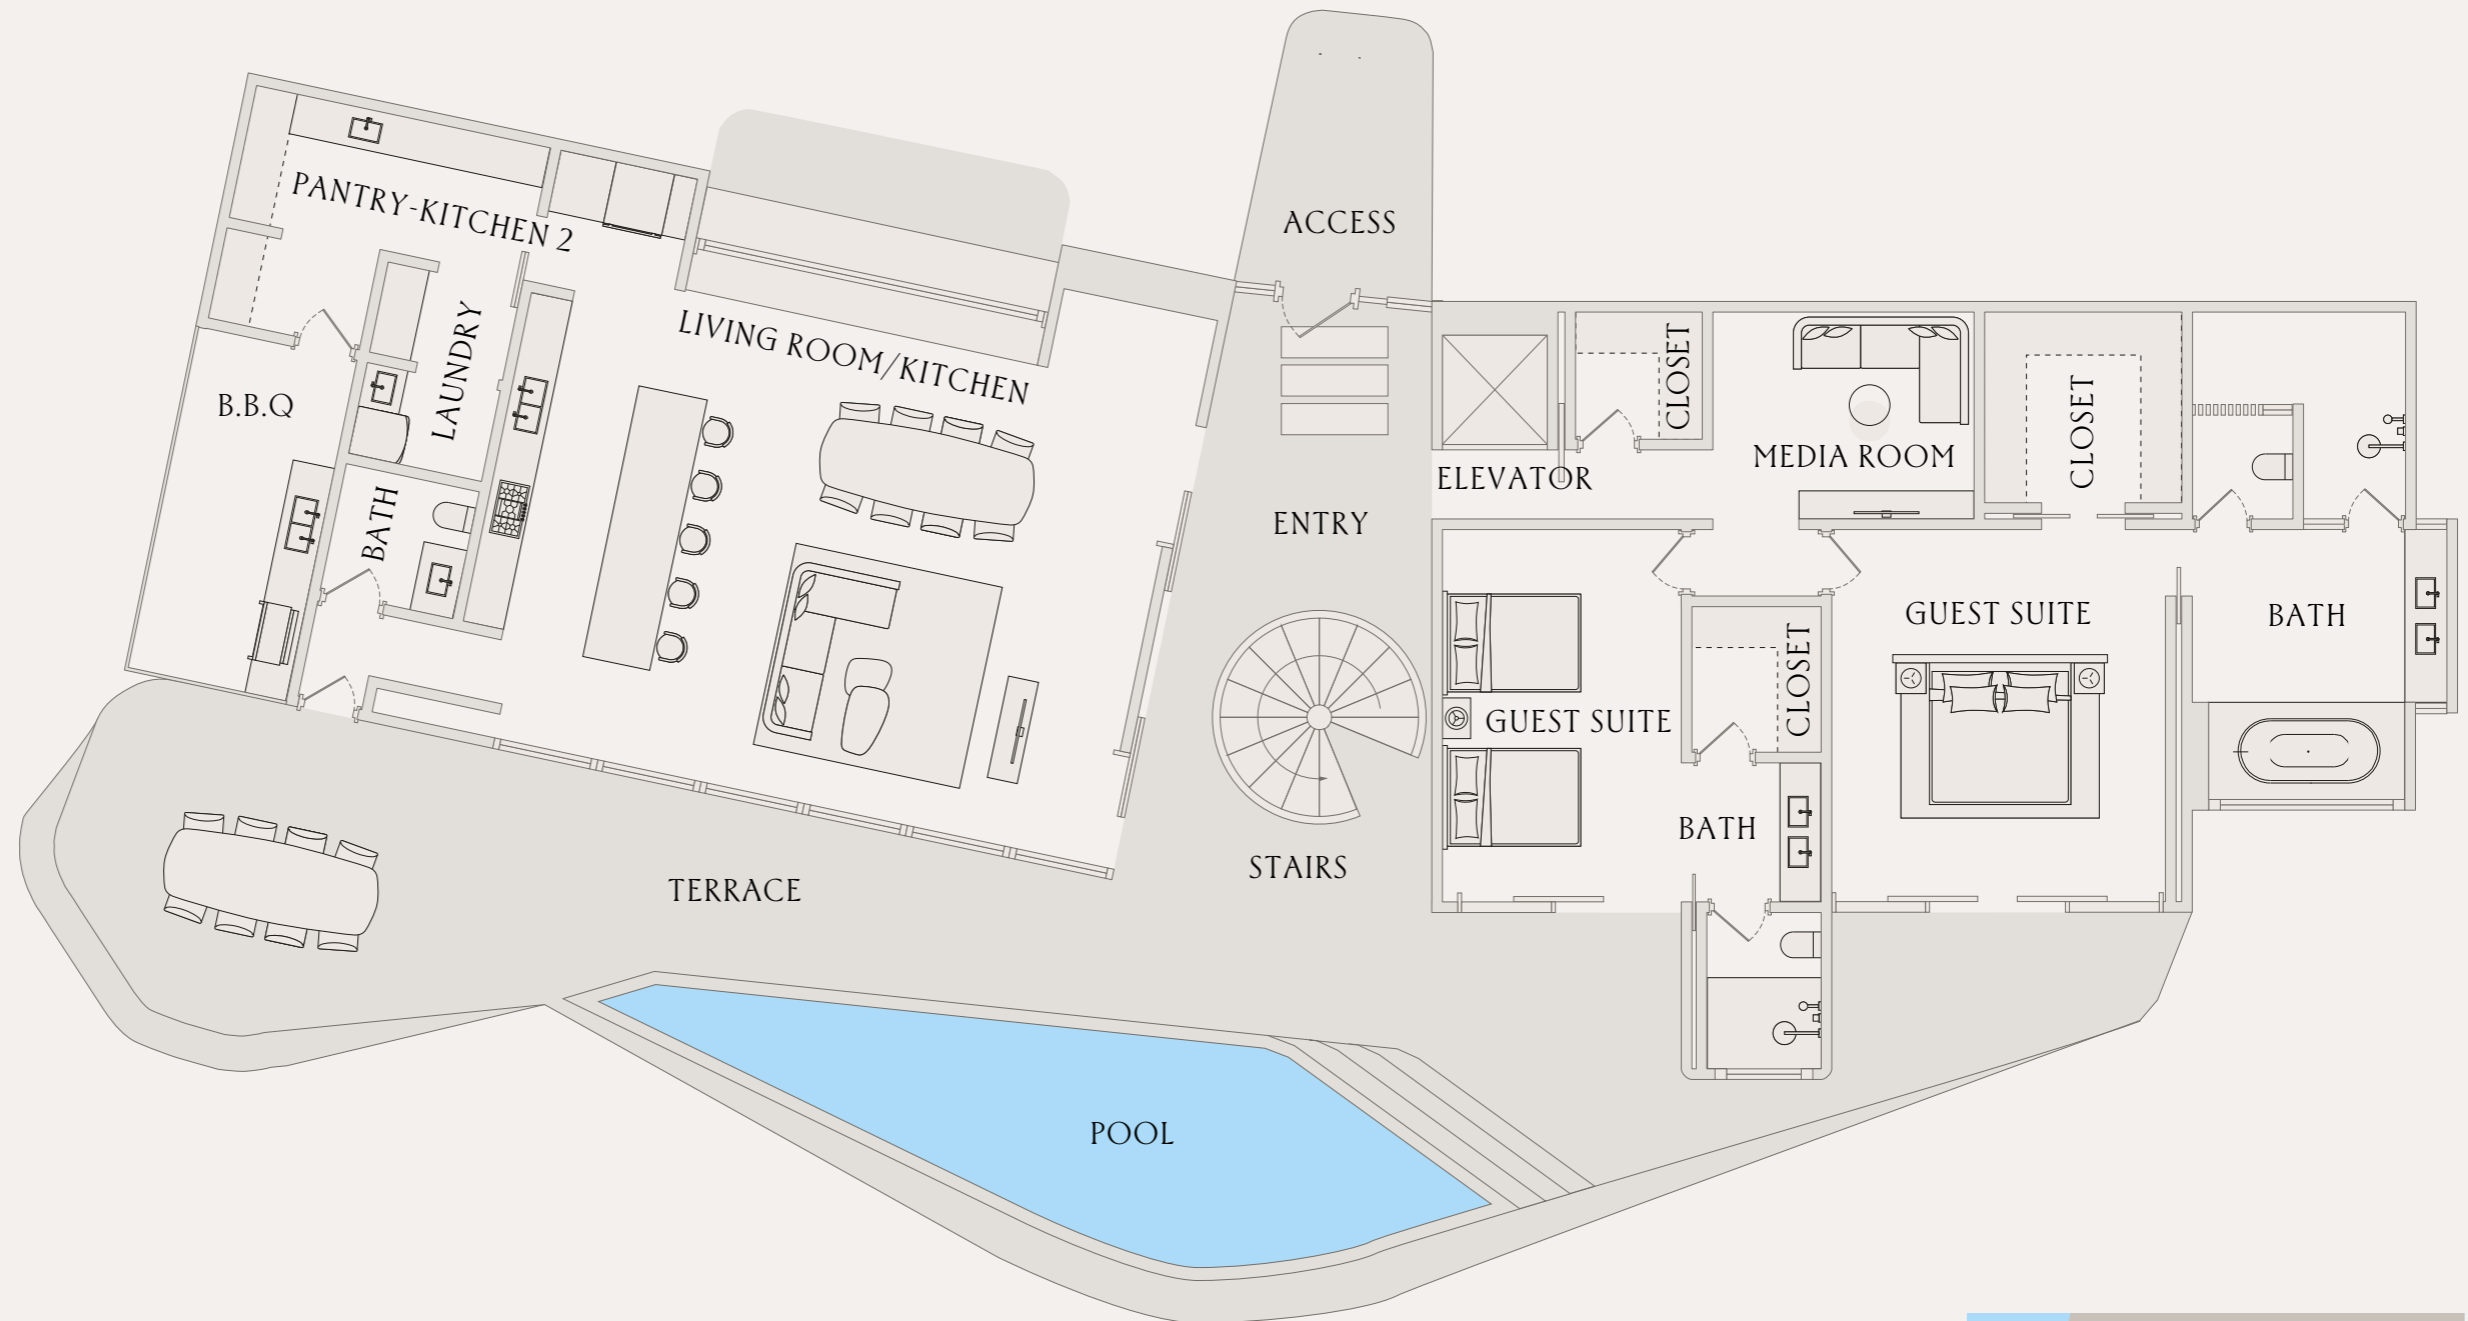 ACCESS
PANTRY-KITCHEN 2
LIVING ROOM/KITCHEN
LAUNDRY
B.B.Q
BATH
ENTRY
ELEVATOR
CLOSET
MEDIA ROOM
CLOSET
GUEST SUITE
BATH
GUEST SUITE
CLOSET
BATH
STAIRS
TERRACE
POOL